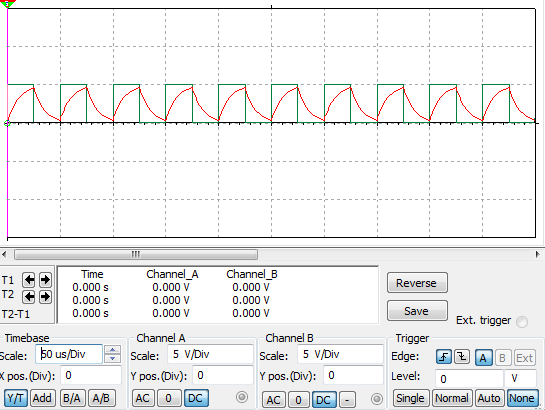 Time Channel_A Channel_B
T1 0.000 s 0.000 V 0.000 V
T2 0.000 s 0.000 V 0.000 V
T2-T1 0.000 s 0.000 V 0.000 V
Reverse
Save
Ext. trigger
Timebase Channel A Channel B Trigger
Scale: 50 us/Div Scale: 5 V/Div Scale: 5 V/Div Edge: A B Ext
X pos.(Div): 0 Y pos.(Div): 0 Y pos.(Div): 0 Level: 0 V
Y/T Add B/A A/B AC 0 DC AC 0 DC - Single Normal Auto None